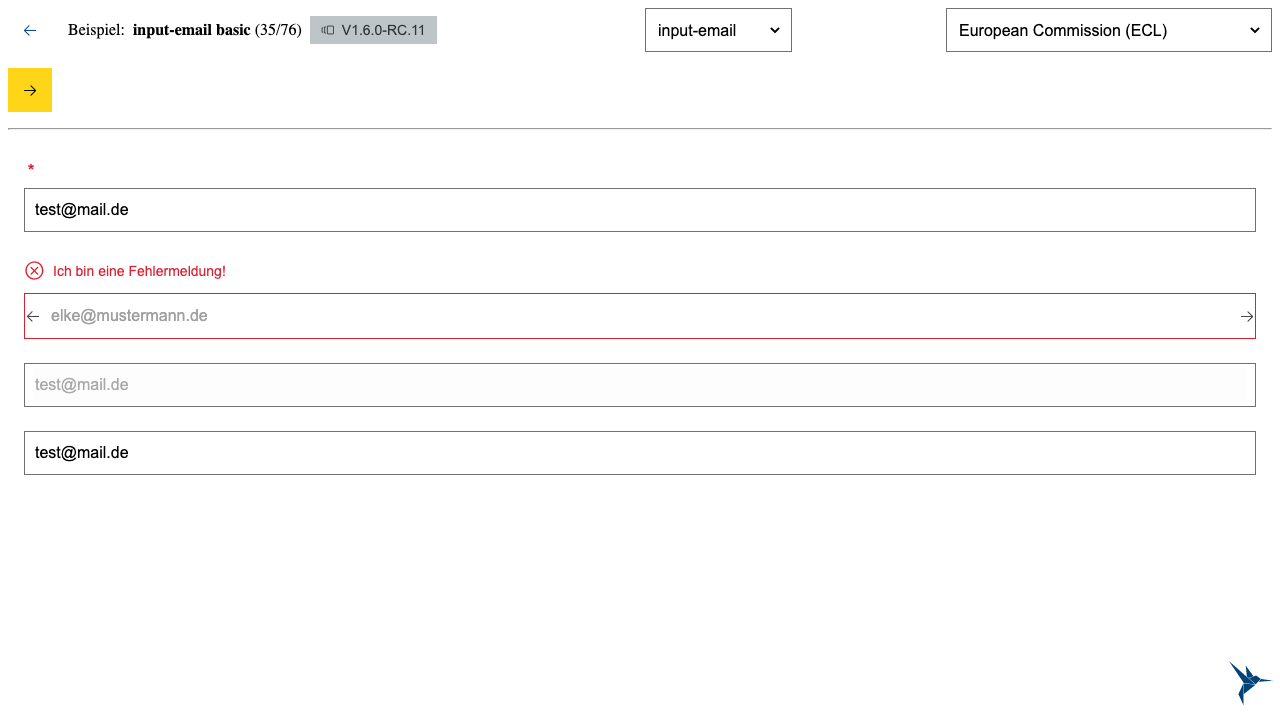 Beispiel: input-email basic (35/76) V1.6.0-RC.11 input-email European Commission (ECL)
*
test@mail.de
Ich bin eine Fehlermeldung!
elke@mustermann.de
test@mail.de
test@mail.de